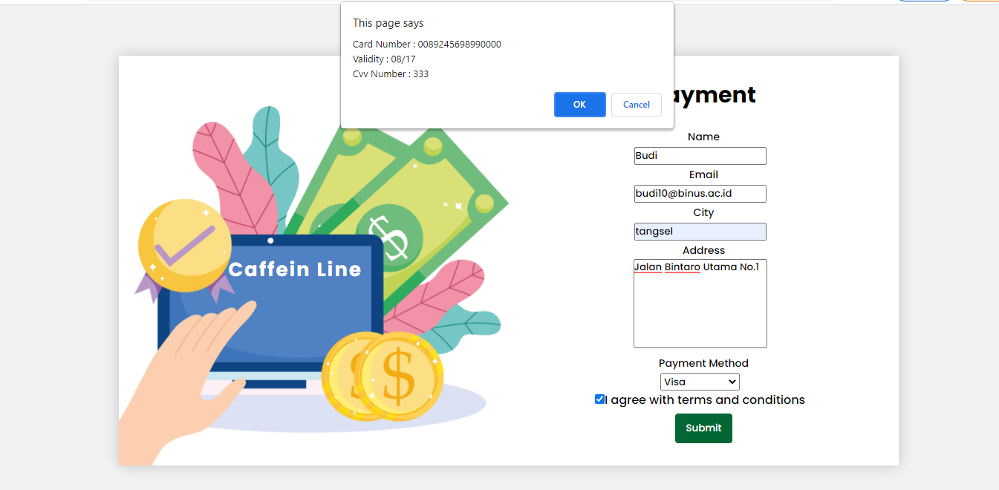 This page says
Card Number : 0089245698990000
Validity : 08/17
Cvv Number : 333
OK
Cancel
ayment
Name
Budi
Email
budi10@binus.ac.id
City
tangsel
Address
Jalan Bintaro Utama No.1
Payment Method
Visa
I agree with terms and conditions
Submit
Caffein Line